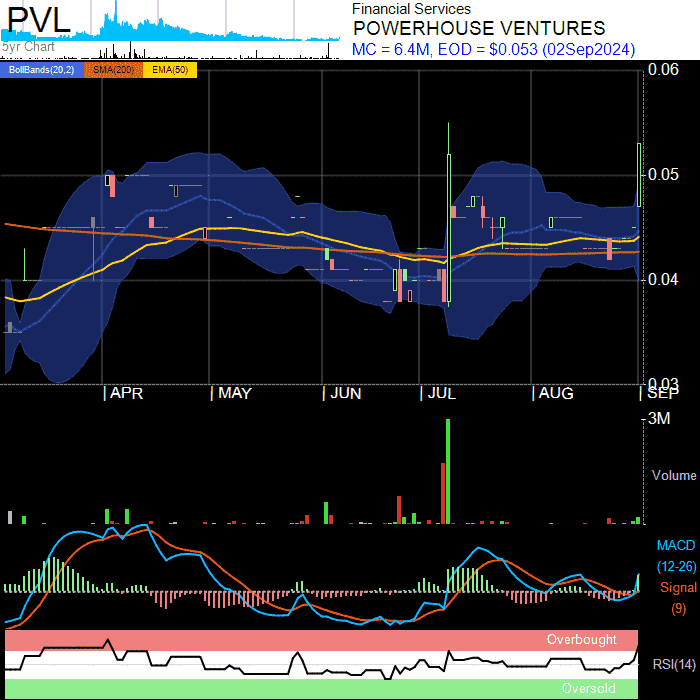 PVL
5yr Chart
Financial Services
POWERHOUSE VENTURES
MC = 6.4M, EOD = $0.053 (02Sep2024)
BollBands(20,2) SMA(200) EMA(50)
0.06
0.05
0.04
0.03
APR MAY JUN JUL AUG SEP
3M
Volume
MACD
(12-26)
Signal
(9)
Overbought
RSI(14)
Oversold